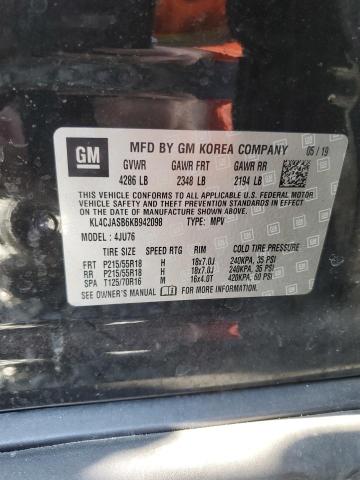 GM
MFD BY GM KOREA COMPANY 05 / 19
GVWR GAWR FRT GAWR RR
4286 LB 2348 LB 2194 LB
THIS VEHICLE CONFORMS TO ALL APPLICABLE U.S. FEDERAL MOTOR
VEHICLE SAFETY, BUMPER, AND THEFT PREVENTION STANDARDS IN
EFFECT ON THE DATE OF MANUFACTURE SHOWN ABOVE.
KL4CJASB6KB942098 TYPE: MPV
MODEL: 4JU76
TIRE SIZE SPEED RTG RIM COLD TIRE PRESSURE
FRT P215/55R18 H 18x7.0J 240KPA, 35 PSI
RR P215/55R18 H 18x7.0J 240KPA, 35 PSI
SPA T125/70R16 M 16x4.0T 420KPA, 60 PSI
SEE OWNER'S MANUAL FOR MORE INFORMATION